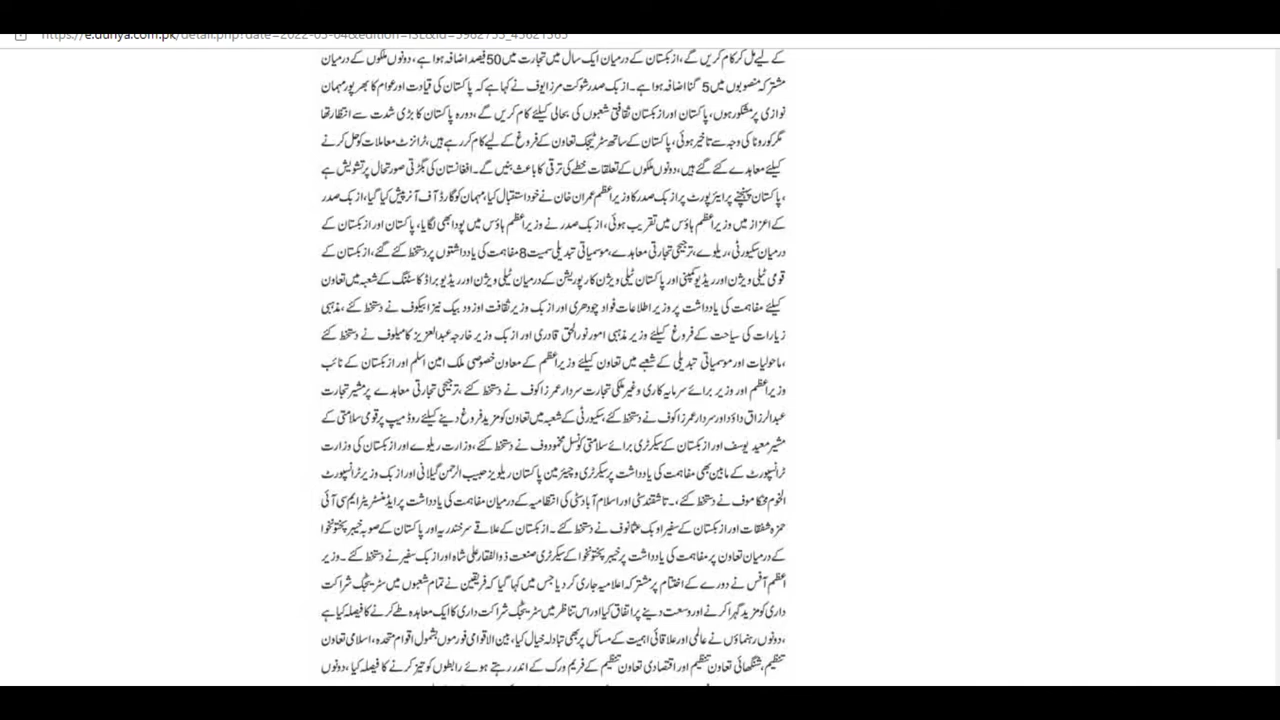 https://e.dunya.com.pk/detail.php?date=2022-03-04&edition=ISL&id=5962755_45621365
کے لیے مل کر کام کریں گے، ازبکستان کے درمیان ایک سال میں تجارت میں 50 فیصد اضافہ ہوا ہے، دونوں ملکوں کے درمیان
مشترکہ منصوبوں میں 5 گنا اضافہ ہوا ہے۔ ازبک صدر شوکت مرزایوف نے کہا ہے کہ پاکستان کی قیادت اور عوام کا بھرپور مہمان
نوازی پر مشکور ہوں، پاکستان اور ازبکستان ثقافتی شعبوں کی بحالی کیلئے کام کریں گے، دورہ پاکستان کا بڑی شدت سے انتظار تھا
مگر کورونا کی وجہ سے تاخیر ہوئی، پاکستان کے ساتھ سٹریٹجک تعاون کے فروغ کے لیے کام کر رہے ہیں، ٹرانزٹ معاملات کو حل کرنے
کیلئے معاہدے کئے گئے ہیں، دونوں ملکوں کے تعلقات خطے کی ترقی کا باعث بنیں گے۔ افغانستان کی بگڑتی صورتحال پر تشویش ہے
،پاکستان پہنچنے پر ایئرپورٹ پر ازبک صدر کا وزیراعظم عمران خان نے خود استقبال کیا، مہمان کو گارڈ آف آنر پیش کیا گیا، ازبک صدر
کے اعزاز میں وزیراعظم ہاؤس میں تقریب ہوئی، ازبک صدر نے وزیراعظم ہاؤس میں پودا بھی لگایا، پاکستان اور ازبکستان کے
درمیان سکیورٹی، ریلوے، ترجیحی تجارتی معاہدے، موسمیاتی تبدیلی سمیت 8 مفاہمت کی یادداشتوں پر دستخط کئے گئے، ازبکستان کے
قومی ٹیلی ویژن اور ریڈیو کمپنی اور پاکستان ٹیلی ویژن کارپوریشن کے درمیان ٹیلی ویژن اور ریڈیو براڈ کاسٹنگ کے شعبہ میں تعاون
کیلئے مفاہمت کی یادداشت پر وزیر اطلاعات فواد چودھری اور ازبک وزیر ثقافت اوزود بیک نیزابیکوف نے دستخط کئے، مذہبی
زیارات کی سیاحت کے فروغ کیلئے وزیر مذہبی امور نورالحق قادری اور ازبک وزیر خارجہ عبدالعزیز کامیلوف نے دستخط کئے
،ماحولیات اور موسمیاتی تبدیلی کے شعبے میں تعاون کیلئے وزیراعظم کے معاون خصوصی ملک امین اسلم اور ازبکستان کے نائب
وزیراعظم اور وزیر برائے سرمایہ کاری و غیر ملکی تجارت سردار عمر زاکوف نے دستخط کئے، ترجیحی تجارتی معاہدے پر مشیر تجارت
عبدالرزاق داؤد اور سردار عمر زاکوف نے دستخط کئے، سکیورٹی کے شعبہ میں تعاون کو مزید فروغ دینے کیلئے روڈ میپ پر قومی سلامتی کے
مشیر معید یوسف اور ازبکستان کے سیکرٹری برائے سلامتی کونسل مخمودوف نے دستخط کئے، وزارت ریلوے اور ازبکستان کی وزارت
ٹرانسپورٹ کے مابین بھی مفاہمت کی یادداشت پر سیکرٹری و چیئرمین پاکستان ریلویز حبیب الرحمن گیلانی اور ازبک وزیر ٹرانسپورٹ
الخوم محکاموف نے دستخط کئے،۔ تاشقند سٹی اور اسلام آباد سٹی کی انتظامیہ کے درمیان مفاہمت کی یادداشت پر ایڈمنسٹریٹر ایم سی آئی
حمزہ شفقات اور ازبکستان کے سفیر اوبک عثمانوف نے دستخط کئے۔ ازبکستان کے علاقے سرخندریہ اور پاکستان کے صوبہ خیبر پختونخوا
کے درمیان تعاون پر مفاہمت کی یادداشت پر خیبر پختونخوا کے سیکرٹری صنعت ذوالفقار علی شاہ اور ازبک سفیر نے دستخط کئے۔ وزیر
اعظم آفس نے دورے کے اختتام پر مشترکہ اعلامیہ جاری کر دیا جس میں کہا گیا کہ فریقین نے تمام شعبوں میں سٹریٹجک شراکت
داری کو مزید گہرا کرنے اور وسعت دینے پر اتفاق کیا اور اس تناظر میں سٹریٹجک شراکت داری کا ایک معاہدہ طے کرنے کا فیصلہ کیا ہے
،دونوں رہنماؤں نے عالمی اور علاقائی اہمیت کے مسائل پر بھی تبادلہ خیال کیا، بین الاقوامی فورموں بشمول اقوام متحدہ، اسلامی تعاون
تنظیم، شنگھائی تعاون تنظیم اور اقتصادی تعاون تنظیم کے فریم ورک کے اندر رہتے ہوئے رابطوں کو تیز کرنے کا فیصلہ کیا، دونوں